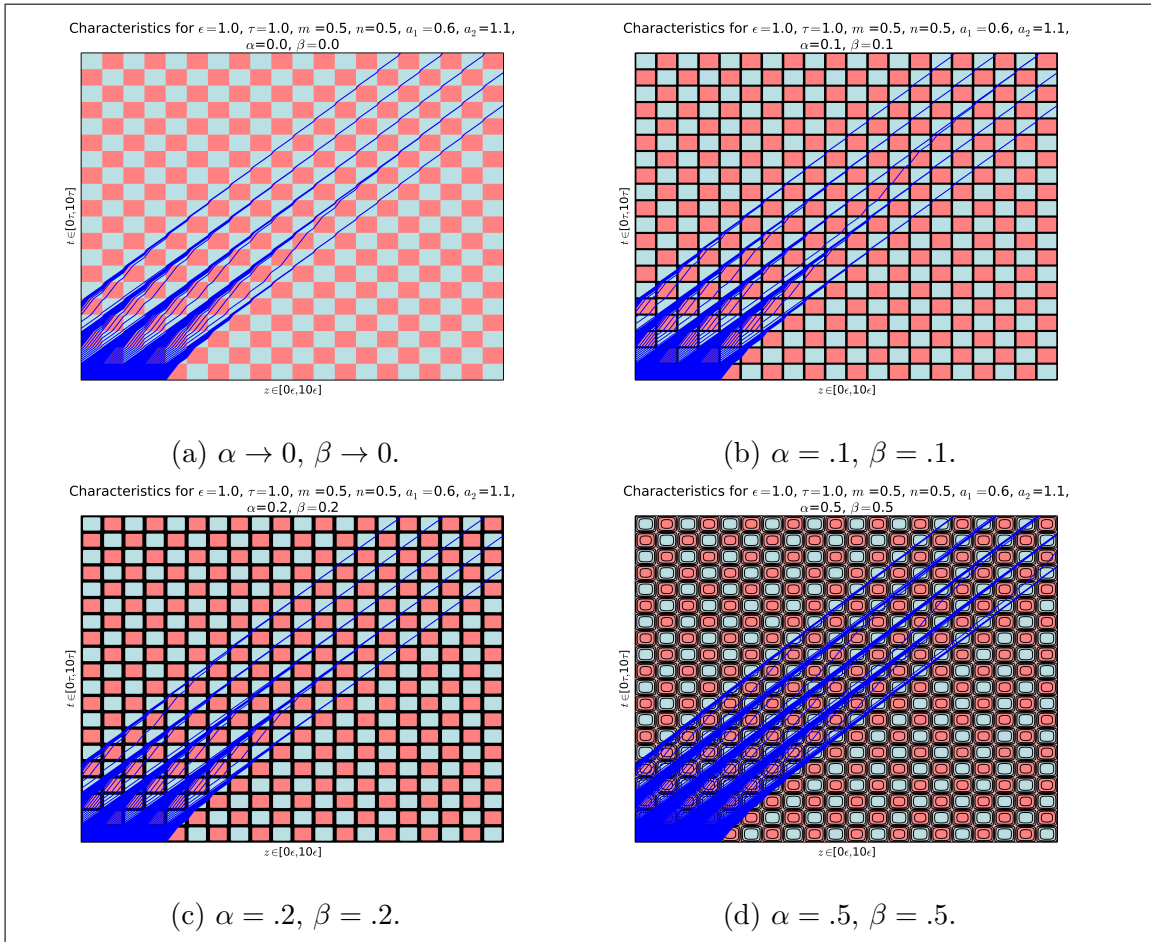 Characteristics for ϵ=1.0, τ=1.0, m =0.5, n=0.5, a₁ =0.6, a₂=1.1,
α=0.0, β=0.0
t∈[0τ,10τ]
z∈[0ϵ,10ϵ]
(a) α → 0, β → 0.
Characteristics for ϵ=1.0, τ=1.0, m =0.5, n=0.5, a₁ =0.6, a₂=1.1,
α=0.1, β=0.1
t∈[0τ,10τ]
z∈[0ϵ,10ϵ]
(b) α = .1, β = .1.
Characteristics for ϵ=1.0, τ=1.0, m =0.5, n=0.5, a₁ =0.6, a₂=1.1,
α=0.2, β=0.2
t∈[0τ,10τ]
z∈[0ϵ,10ϵ]
(c) α = .2, β = .2.
Characteristics for ϵ=1.0, τ=1.0, m =0.5, n=0.5, a₁ =0.6, a₂=1.1,
α=0.5, β=0.5
t∈[0τ,10τ]
z∈[0ϵ,10ϵ]
(d) α = .5, β = .5.